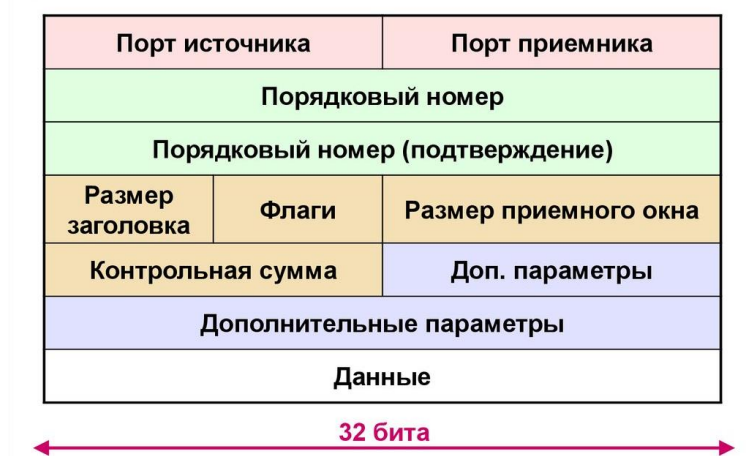 Порт источника
Порт приемника
Порядковый номер
Порядковый номер (подтверждение)
Размер
заголовка
Флаги
Размер приемного окна
Контрольная сумма
Доп. параметры
Дополнительные параметры
Данные
32 бита